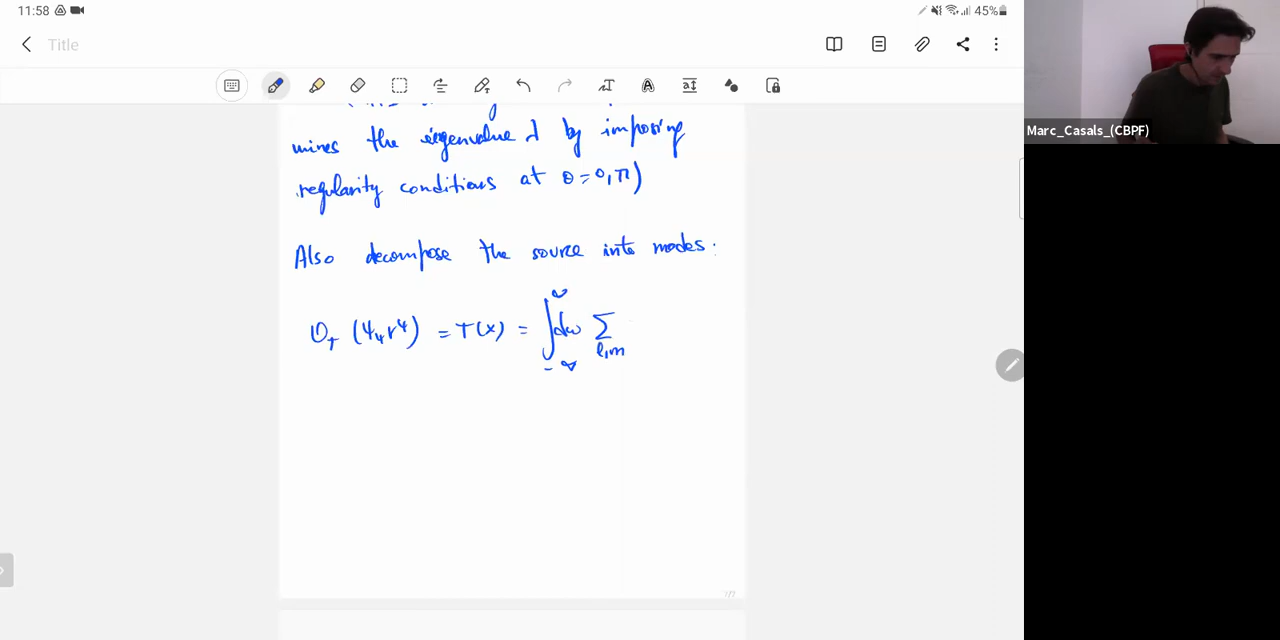 11:58
45%
Title
Marc_Casals_(CBPF)
mines the eigenvalue λ by imposing
regularity conditions at θ=0,π)
Also decompose the source into modes:
O_T (ψ_4 r^4) = T(x) = ∫_{-∞}^{∞} dω Σ_{l,m}